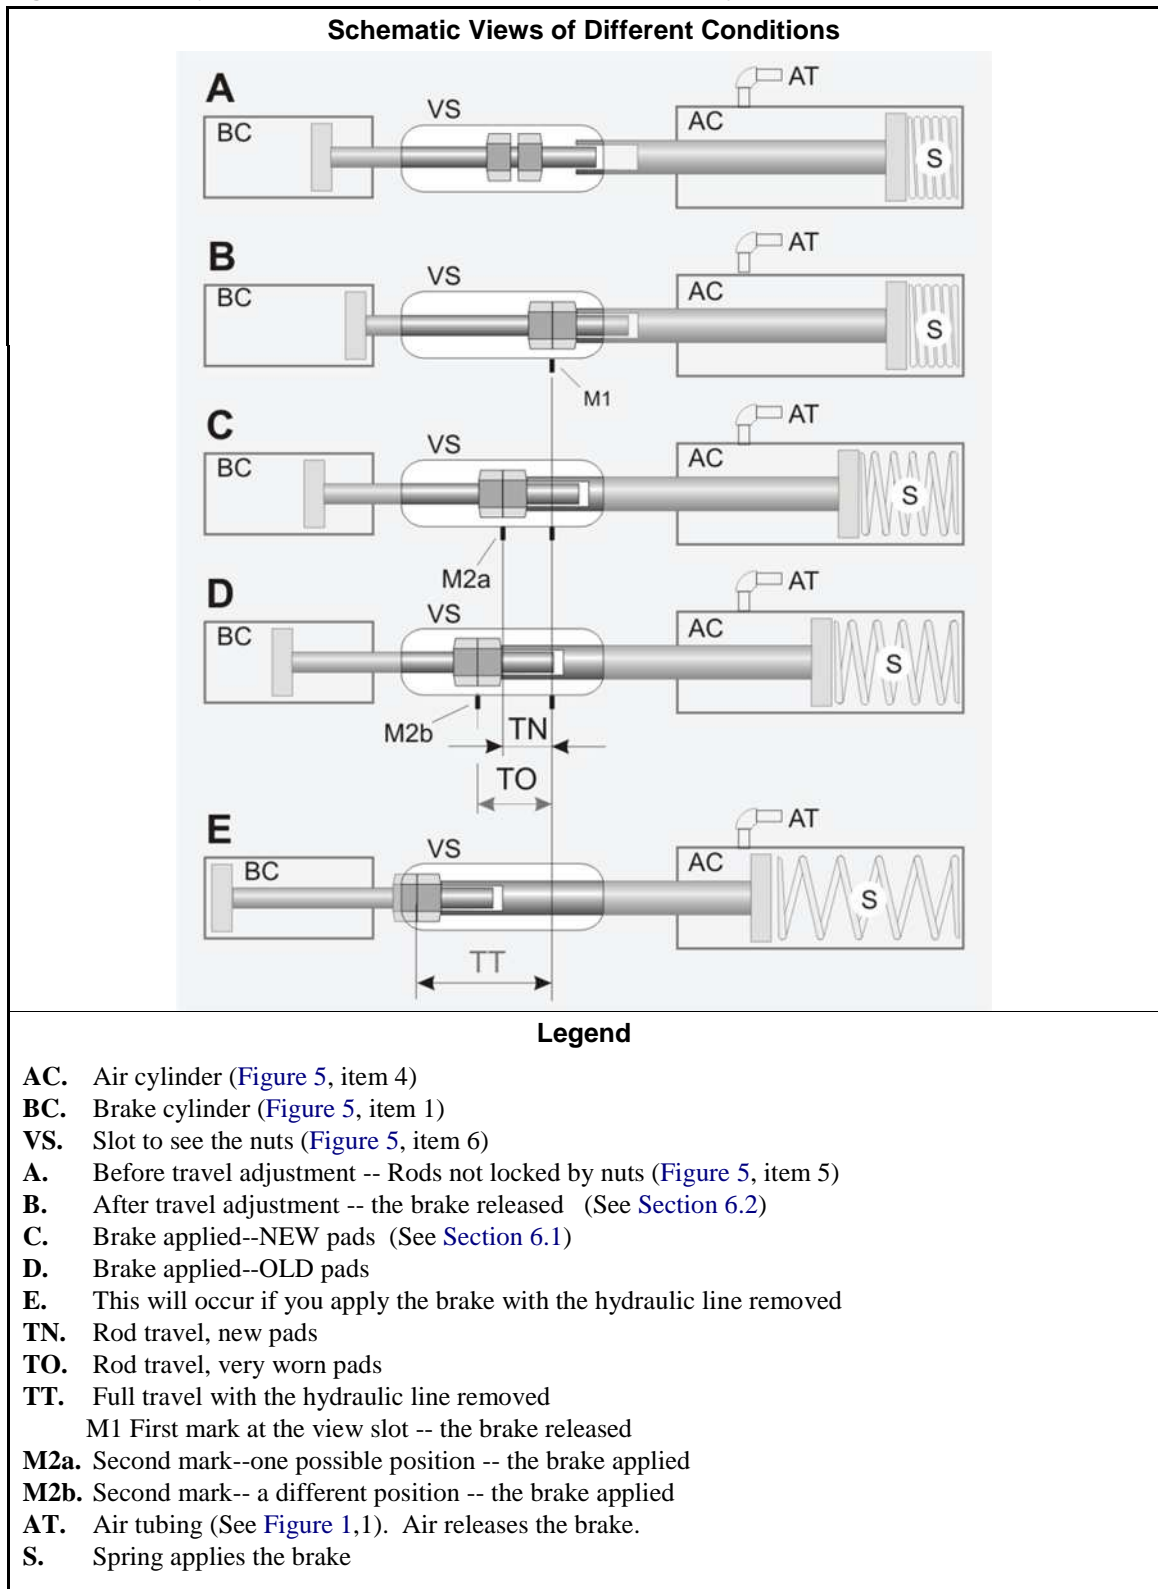 Schematic Views of Different Conditions
A
BC
VS
AC
AT
S
B
BC
VS
AC
AT
S
M1
C
BC
VS
AC
AT
S
M2a
D
BC
VS
AC
AT
S
M2b
TN
TO
E
BC
VS
AC
AT
S
TT
Legend
AC. Air cylinder (Figure 5, item 4)
BC. Brake cylinder (Figure 5, item 1)
VS. Slot to see the nuts (Figure 5, item 6)
A. Before travel adjustment -- Rods not locked by nuts (Figure 5, item 5)
B. After travel adjustment -- the brake released (See Section 6.2)
C. Brake applied--NEW pads (See Section 6.1)
D. Brake applied--OLD pads
E. This will occur if you apply the brake with the hydraulic line removed
TN. Rod travel, new pads
TO. Rod travel, very worn pads
TT. Full travel with the hydraulic line removed
M1 First mark at the view slot -- the brake released
M2a. Second mark--one possible position -- the brake applied
M2b. Second mark-- a different position -- the brake applied
AT. Air tubing (See Figure 1,1). Air releases the brake.
S. Spring applies the brake